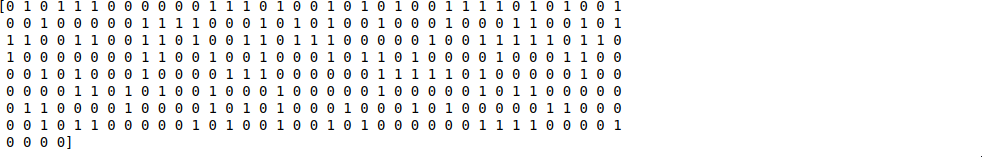 [0 1 0 1 1 1 0 0 0 0 0 0 1 1 1 0 1 0 0 1 0 1 0 1 0 0 1 1 1 1 0 1 0 1 0 0 1
0 0 1 0 0 0 0 0 1 1 1 1 0 0 0 1 0 1 0 1 0 0 1 0 0 0 1 0 0 0 1 1 0 0 1 0 1
1 1 0 0 1 1 0 0 1 1 0 1 0 0 1 1 0 1 1 1 0 0 0 0 0 1 0 0 1 1 1 1 1 0 1 1 0
1 0 0 0 0 0 0 0 1 1 0 0 1 0 0 1 0 0 0 1 0 1 1 0 1 0 0 0 0 1 0 0 0 1 1 0 0
0 0 1 0 1 0 0 0 1 0 0 0 0 1 1 1 0 0 0 0 0 0 1 1 1 1 1 0 1 0 0 0 0 0 1 0 0
0 0 0 0 1 1 0 1 0 1 0 0 1 0 0 0 1 0 0 0 0 0 1 0 0 0 0 0 1 0 1 1 0 0 0 0 0
0 1 1 0 0 0 0 1 0 0 0 0 1 0 1 0 1 0 0 0 1 0 0 0 1 0 1 0 0 0 0 0 1 1 0 0 0
0 0 1 0 1 1 0 0 0 0 0 1 0 1 0 0 1 0 0 1 0 1 0 0 0 0 0 0 1 1 1 1 0 0 0 0 1
0 0 0 0]